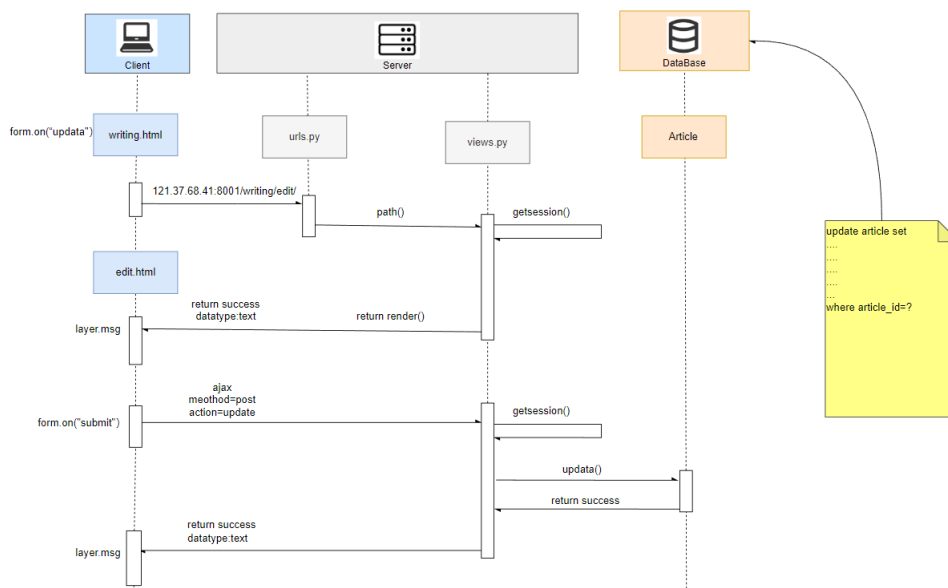 Client
Server
DataBase
form.on("updata")
writing.html
urls.py
views.py
Article
121.37.68.41:8001/writing/edit/
path()
getsession()
update article set
....
....
....
....
...
where article_id=?
edit.html
return success
datatype:text
return render()
layer.msg
ajax
meothod=post
action=update
form.on("submit")
getsession()
updata()
return success
return success
datatype:text
layer.msg